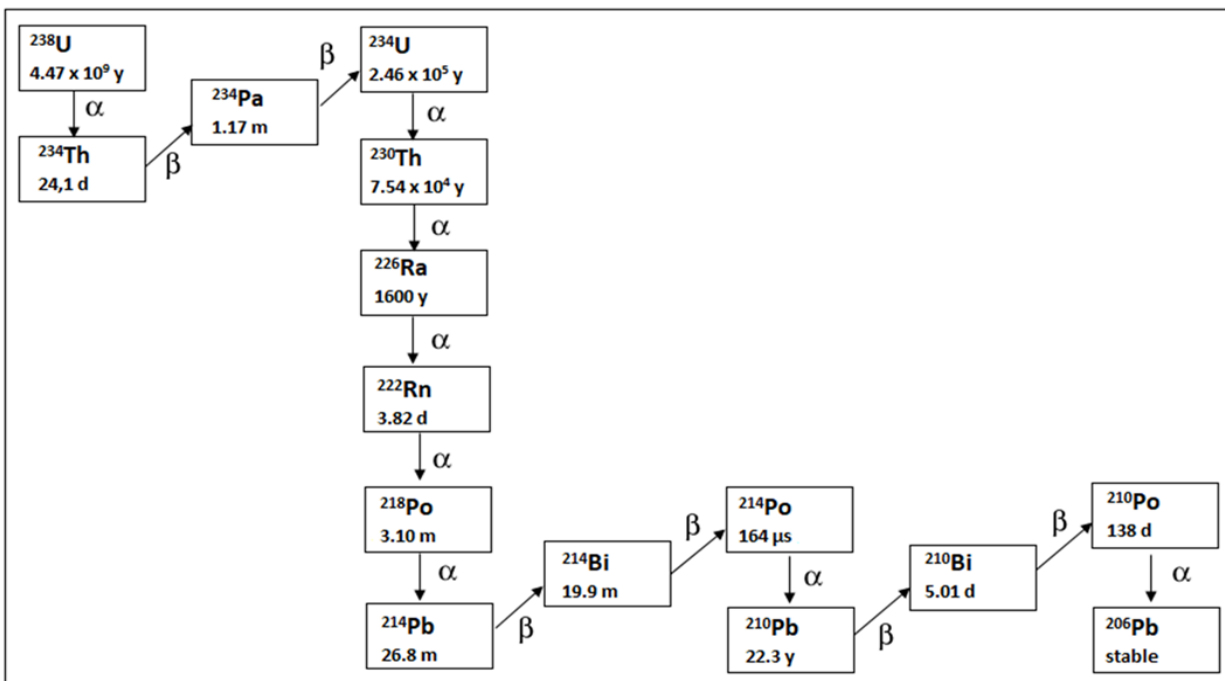 ²³⁸U
4.47 x 10⁹ y
α
²³⁴Th
24,1 d
β
²³⁴Pa
1.17 m
β
²³⁴U
2.46 x 10⁵ y
α
²³⁰Th
7.54 x 10⁴ y
α
²²⁶Ra
1600 y
α
²²²Rn
3.82 d
α
²¹⁸Po
3.10 m
α
²¹⁴Pb
26.8 m
β
²¹⁴Bi
19.9 m
β
²¹⁴Po
164 µs
α
²¹⁰Pb
22.3 y
β
²¹⁰Bi
5.01 d
β
²¹⁰Po
138 d
α
²⁰⁶Pb
stable